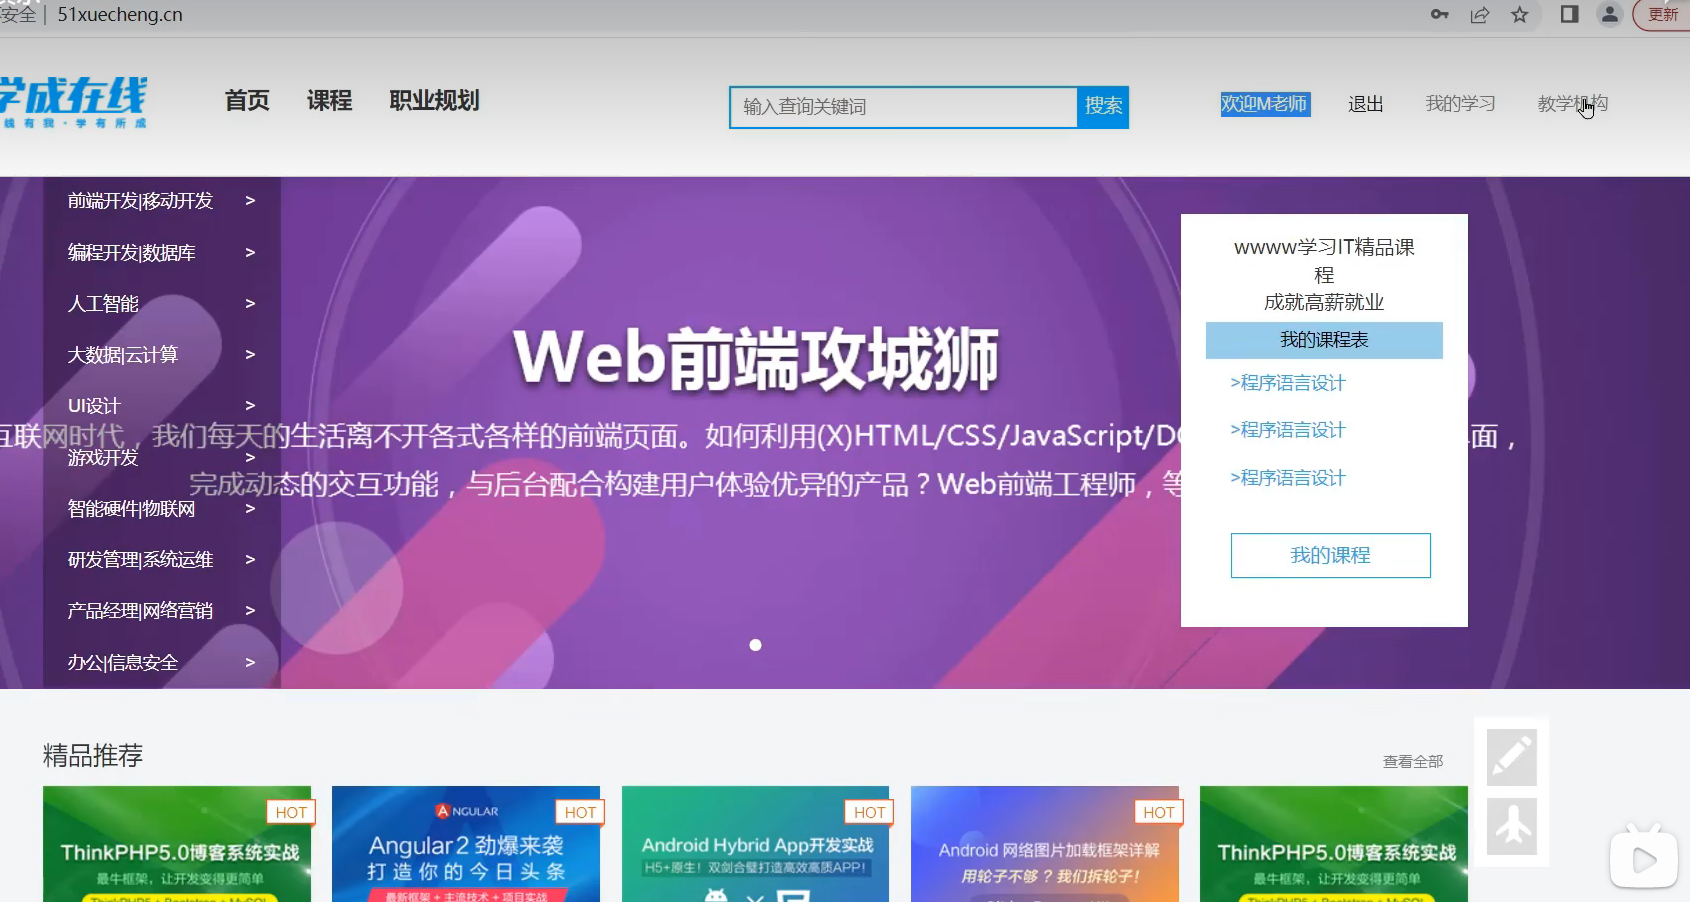 安全 | 51xuecheng.cn
更新
学成在线
线有我·学有所成
首页
课程
职业规划
输入查询关键词
搜索
欢迎M老师
退出
我的学习
教学机构
前端开发|移动开发 >
编程开发|数据库 >
人工智能 >
大数据|云计算 >
UI设计 >
游戏开发 >
智能硬件|物联网 >
研发管理|系统运维 >
产品经理|网络营销 >
办公|信息安全 >
Web前端攻城狮
互联网时代，我们每天的生活离不开各式各样的前端页面。如何利用(X)HTML/CSS/JavaScript/DO
面，
完成动态的交互功能，与后台配合构建用户体验优异的产品？Web前端工程师，等
wwww学习IT精品课
程
成就高薪就业
我的课程表
>程序语言设计
>程序语言设计
>程序语言设计
我的课程
精品推荐
查看全部
HOT
ThinkPHP5.0博客系统实战
最牛框架，让开发变得更简单
ThinkPHP5 + Bootstrap + MySQL
HOT
ANGULAR
Angular2 劲爆来袭
打造你的今日头条
最新框架 + 主流技术 + 项目实战
HOT
Android Hybrid App开发实战
H5+原生！双剑合璧打造高效高质APP！
HOT
Android 网络图片加载框架详解
用轮子不够？我们拆轮子！
ThinkPHP5.0博客系统实战
最牛框架，让开发变得更简单
ThinkPHP5 + Bootstrap + MySQL